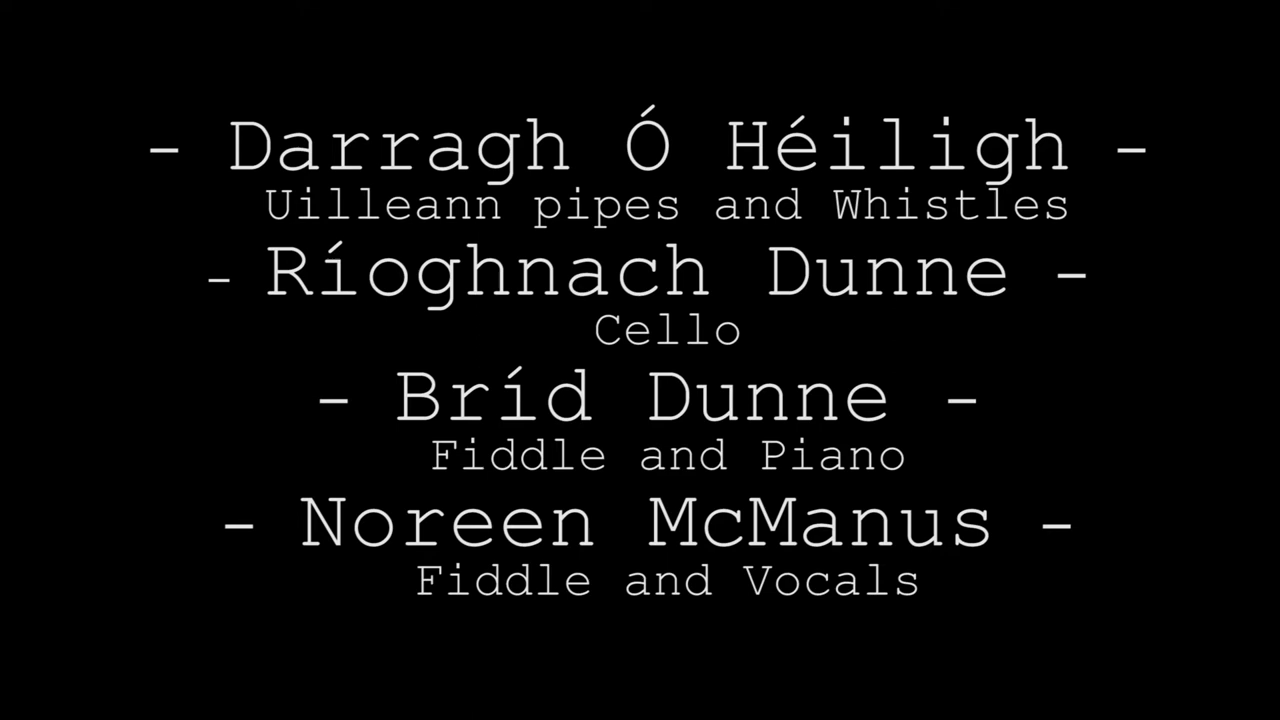 - Darragh Ó Héiligh -
Uilleann pipes and Whistles
- Ríoghnach Dunne -
Cello
- Bríd Dunne -
Fiddle and Piano
- Noreen McManus -
Fiddle and Vocals